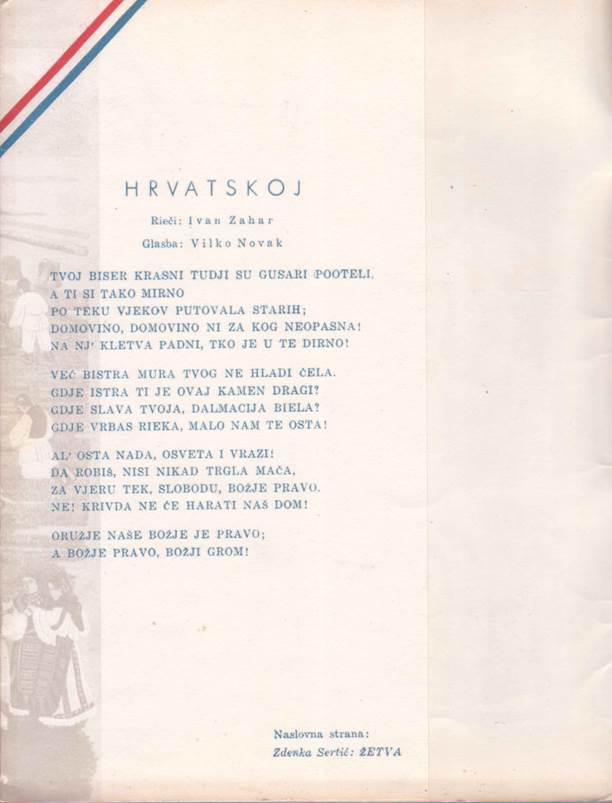 HRVATSKOJ
Rieči: Ivan Zahar
Glasba: Vilko Novak
TVOJ BISER KRASNI TUDJI SU GUSARI POOTELI,
A TI SI TAKO MIRNO
PO TEKU VJEKOV PUTOVALA STARIH;
DOMOVINO, DOMOVINO NI ZA KOG NEOPASNA!
NA NJ' KLETVA PADNI, TKO JE U TE DIRNO!
VEĆ BISTRA MURA TVOG NE HLADI ČELA.
GDJE ISTRA TI JE OVAJ KAMEN DRAGI?
GDJE SLAVA TVOJA, DALMACIJA BIELA?
GDJE VRBAS RIEKA, MALO NAM TE OSTA!
AL' OSTA NADA, OSVETA I VRAZI!
DA ROBIŠ, NISI NIKAD TRGLA MAČA,
ZA VJERU TEK, SLOBODU, BOŽJE PRAVO.
NE! KRIVDA NE ĆE HARATI NAŠ DOM!
ORUŽJE NAŠE BOŽJE JE PRAVO;
A BOŽJE PRAVO, BOŽJI GROM!
Naslovna strana:
Zdenka Sertić: ŽETVA